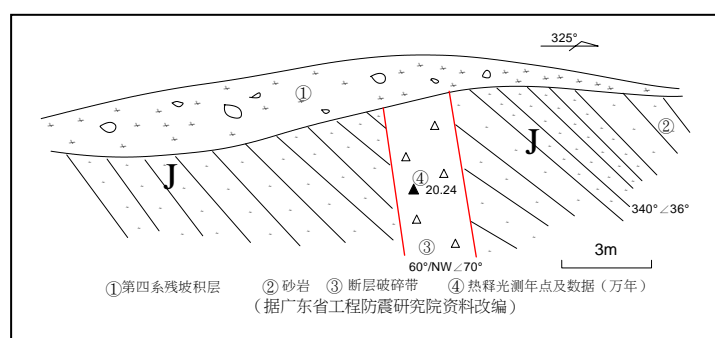 325°
①
②
J
J
④
▲ 20.24
340°∠36°
③
60°/NW∠70°
3m
①第四系残坡积层 ②砂岩 ③断层破碎带 ④热释光测年点及数据（万年）
（据广东省工程防震研究院资料改编）